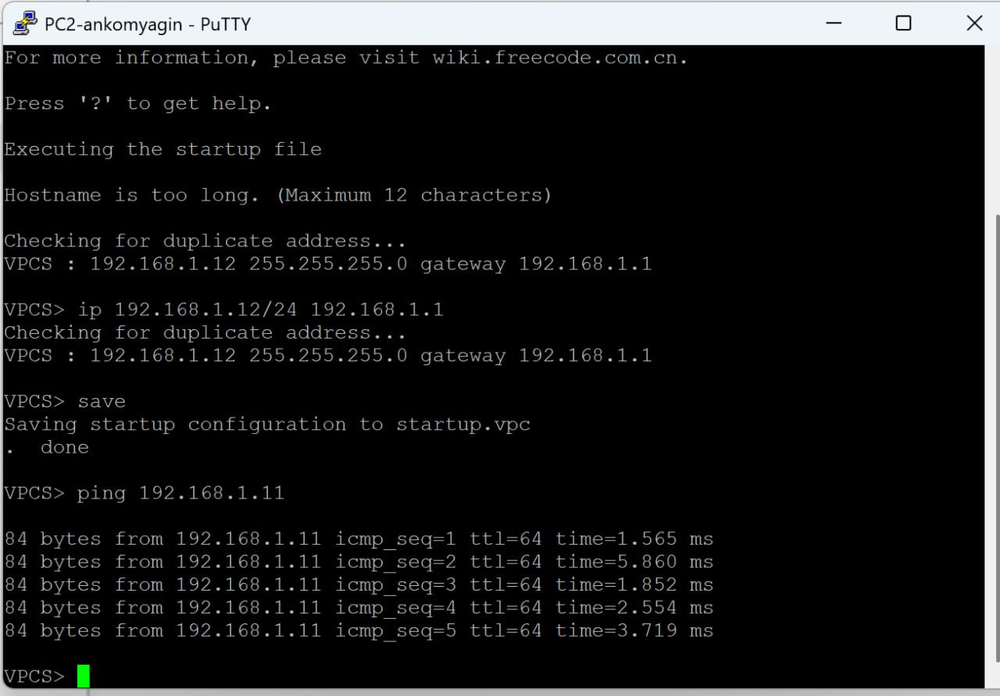 PC2-ankomyagin - PuTTY
For more information, please visit wiki.freecode.com.cn.
Press '?' to get help.
Executing the startup file
Hostname is too long. (Maximum 12 characters)
Checking for duplicate address...
VPCS : 192.168.1.12 255.255.255.0 gateway 192.168.1.1
VPCS> ip 192.168.1.12/24 192.168.1.1
Checking for duplicate address...
VPCS : 192.168.1.12 255.255.255.0 gateway 192.168.1.1
VPCS> save
Saving startup configuration to startup.vpc
.  done
VPCS> ping 192.168.1.11
84 bytes from 192.168.1.11 icmp_seq=1 ttl=64 time=1.565 ms
84 bytes from 192.168.1.11 icmp_seq=2 ttl=64 time=5.860 ms
84 bytes from 192.168.1.11 icmp_seq=3 ttl=64 time=1.852 ms
84 bytes from 192.168.1.11 icmp_seq=4 ttl=64 time=2.554 ms
84 bytes from 192.168.1.11 icmp_seq=5 ttl=64 time=3.719 ms
VPCS>